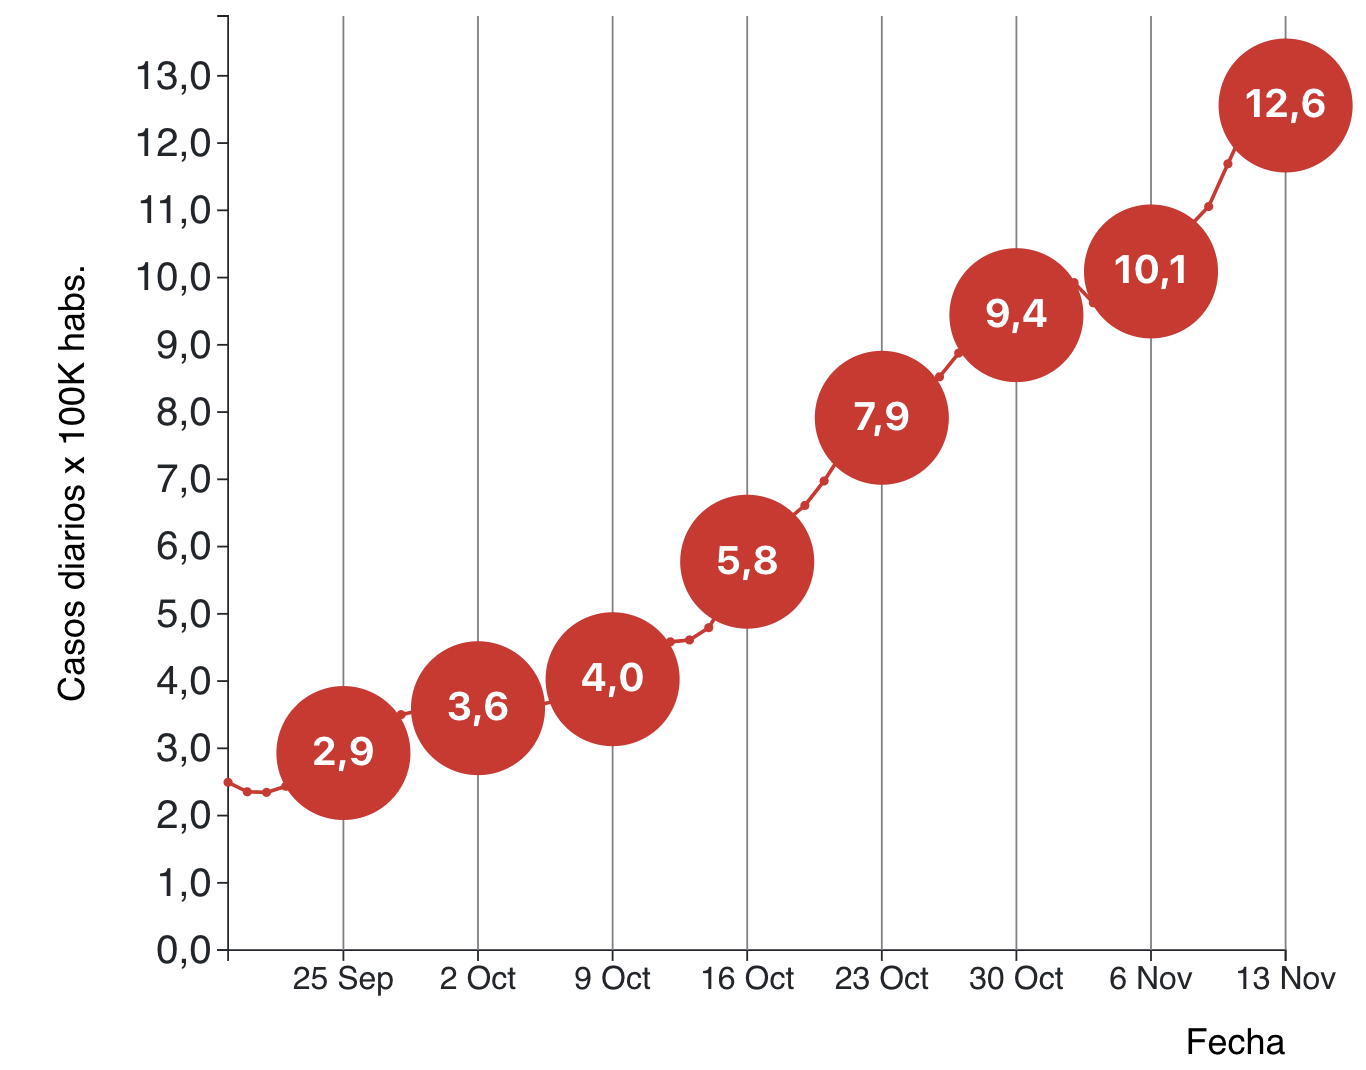 Casos diarios x 100K habs.
13,0
12,0
11,0
10,0
9,0
8,0
7,0
6,0
5,0
4,0
3,0
2,0
1,0
0,0
2,9
3,6
4,0
5,8
7,9
9,4
10,1
12,6
25 Sep
2 Oct
9 Oct
16 Oct
23 Oct
30 Oct
6 Nov
13 Nov
Fecha